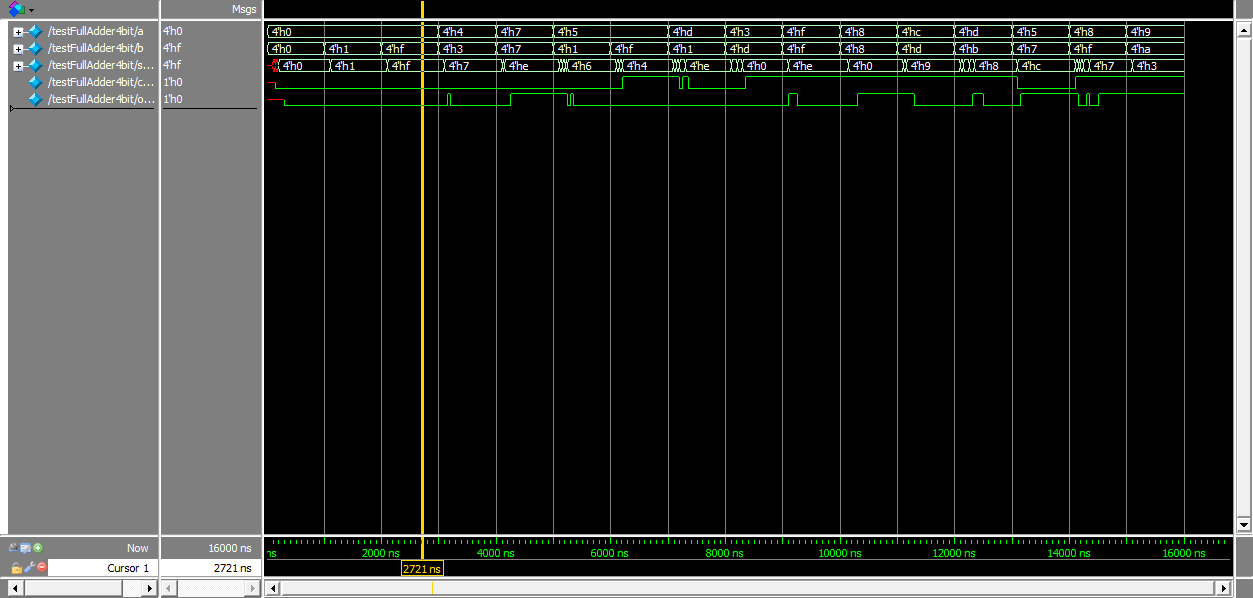 Msgs
/testFullAdder4bit/a 4'h0 4'h0 4'h4 4'h7 4'h5 4'hd 4'h3 4'hf 4'h8 4'hc 4'hd 4'h5 4'h8 4'h9
/testFullAdder4bit/b 4'hf 4'h0 4'h1 4'hf 4'h3 4'h7 4'h1 4'hf 4'h1 4'hd 4'hf 4'h8 4'hd 4'hb 4'h7 4'hf 4'ha
/testFullAdder4bit/s... 4'hf 4'h0 4'h1 4'hf 4'h7 4'he 4'h6 4'h4 4'he 4'h0 4'he 4'h0 4'h9 4'h8 4'hc 4'h7 4'h3
/testFullAdder4bit/c... 1'h0
/testFullAdder4bit/o... 1'h0
Now 16000 ns ns 2000 ns 4000 ns 6000 ns 8000 ns 10000 ns 12000 ns 14000 ns 16000 ns
Cursor 1 2721 ns 2721 ns